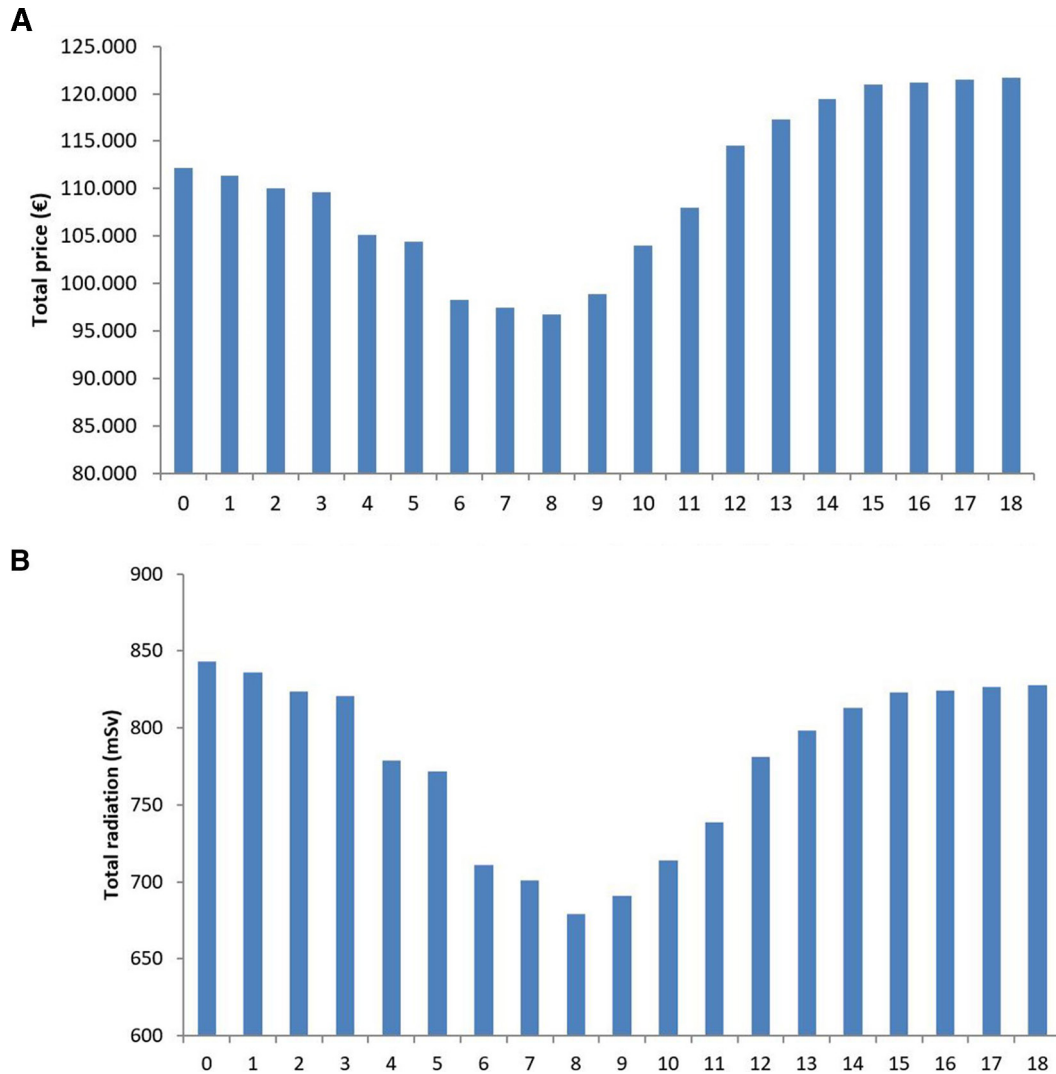 A
125.000
120.000
115.000
110.000
105.000
100.000
95.000
90.000
85.000
80.000
Total price (€)
0 1 2 3 4 5 6 7 8 9 10 11 12 13 14 15 16 17 18
B
900
850
800
750
700
650
600
Total radiation (mSv)
0 1 2 3 4 5 6 7 8 9 10 11 12 13 14 15 16 17 18